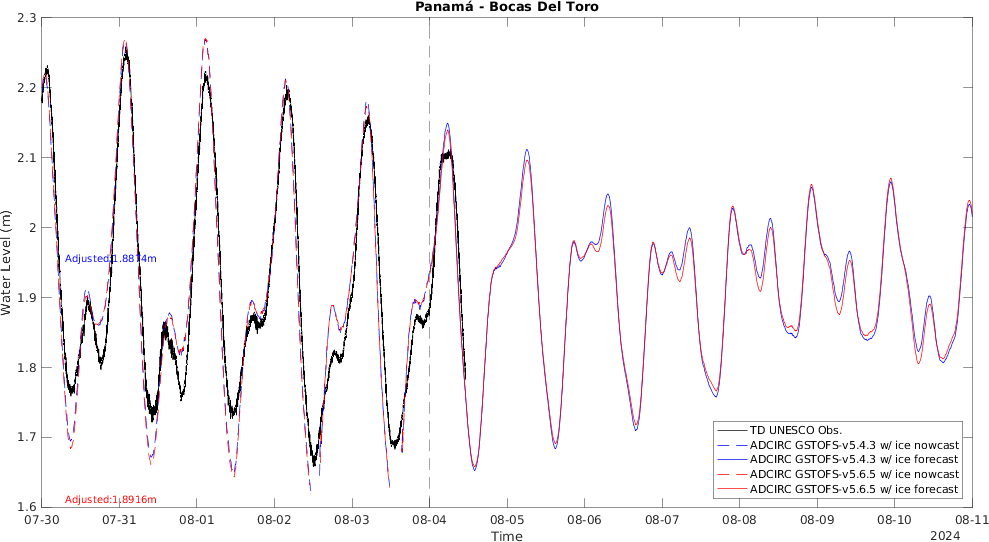 Panamá - Bocas Del Toro
2.3
2.2
2.1
2
1.9
1.8
1.7
1.6
Water Level (m)
Adjusted:1.8874m
Adjusted:1.8916m
TD UNESCO Obs.
ADCIRC GSTOFS-v5.4.3 w/ ice nowcast
ADCIRC GSTOFS-v5.4.3 w/ ice forecast
ADCIRC GSTOFS-v5.6.5 w/ ice nowcast
ADCIRC GSTOFS-v5.6.5 w/ ice forecast
07-30 07-31 08-01 08-02 08-03 08-04 08-05 08-06 08-07 08-08 08-09 08-10 08-11
Time
2024